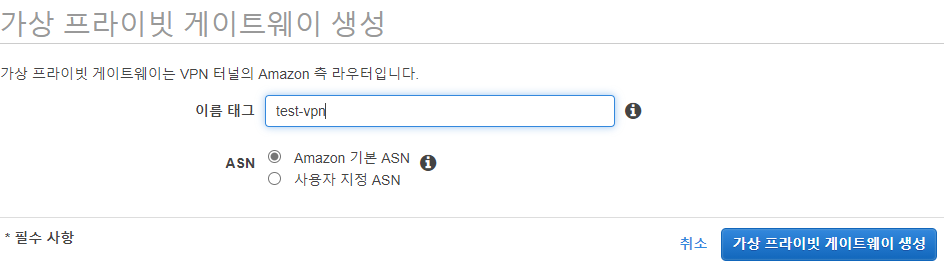 가상 프라이빗 게이트웨이 생성
가상 프라이빗 게이트웨이는 VPN 터널의 Amazon 측 라우터입니다.
이름 태그 test-vpn
ASN Amazon 기본 ASN
사용자 지정 ASN
* 필수 사항 취소 가상 프라이빗 게이트웨이 생성